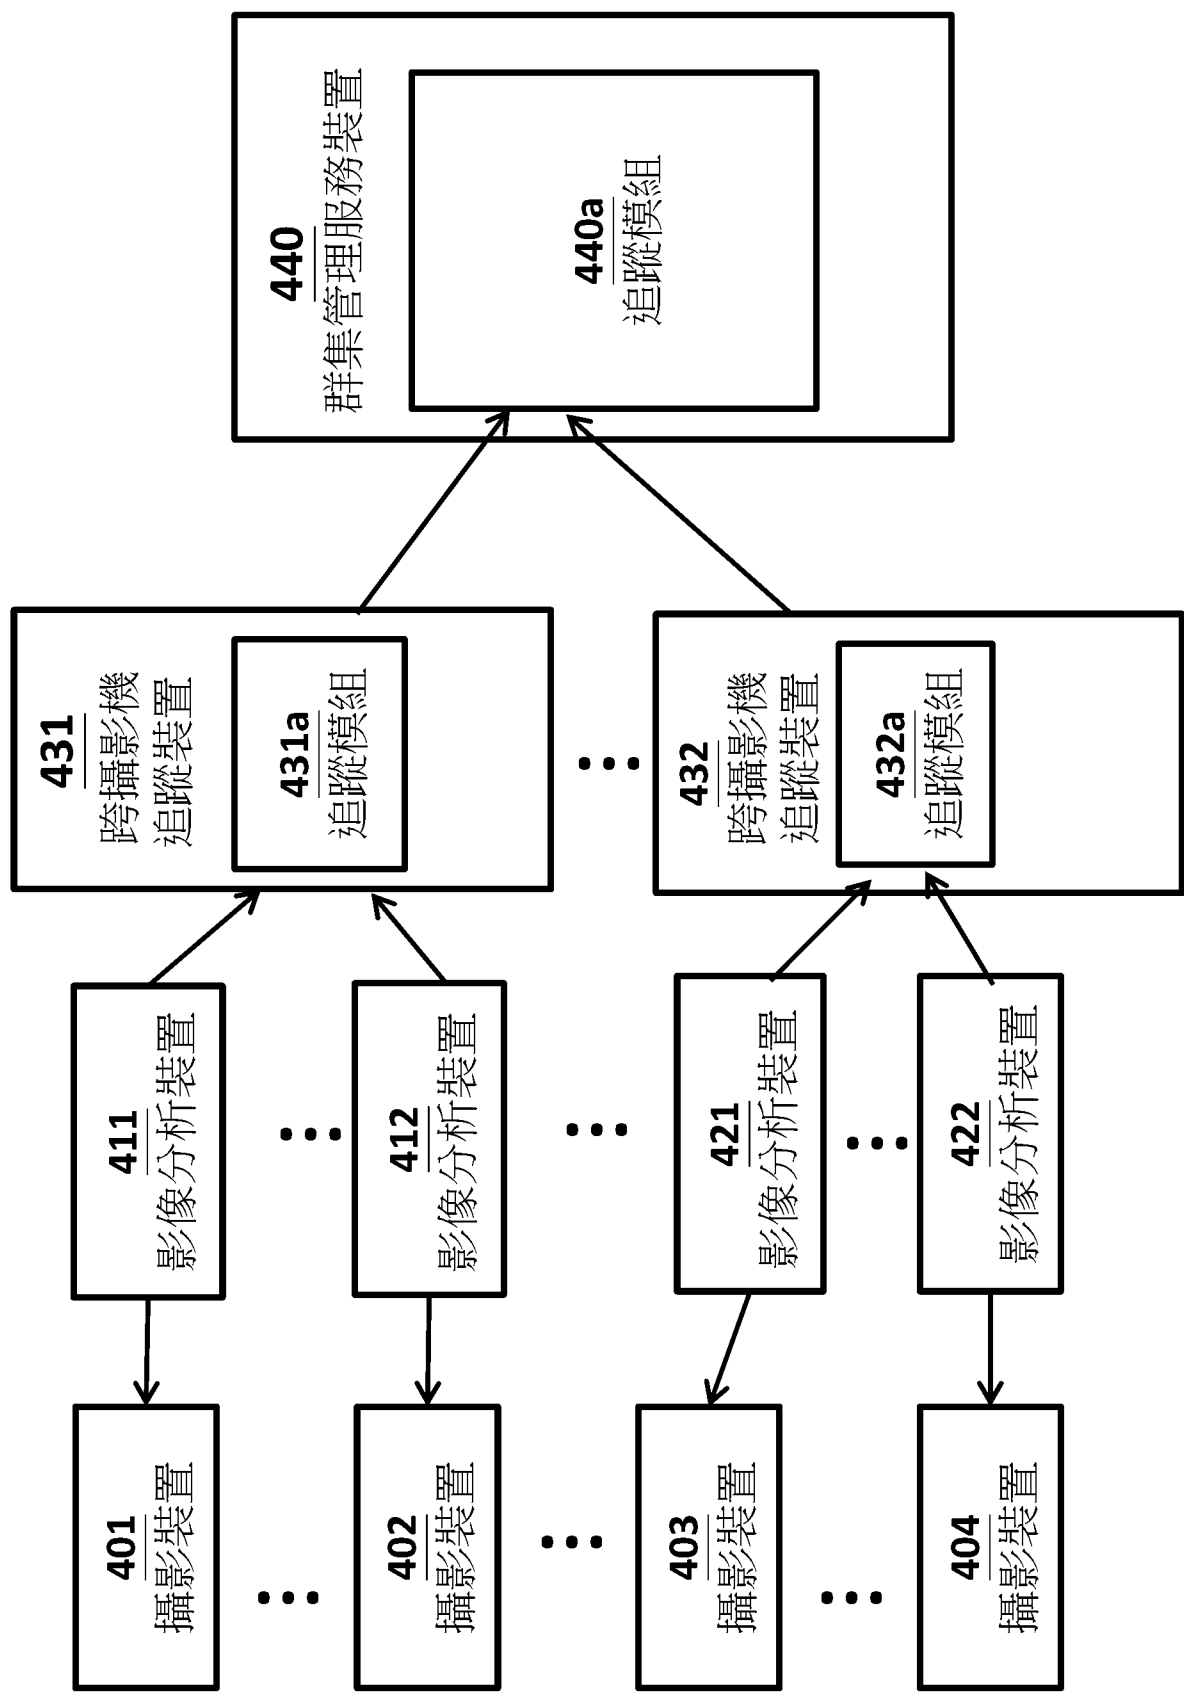 401
攝影裝置
402
攝影裝置
403
攝影裝置
404
攝影裝置
411
影像分析裝置
412
影像分析裝置
421
影像分析裝置
422
影像分析裝置
431
跨攝影機
追蹤裝置
431a
追蹤模組
432
跨攝影機
追蹤裝置
432a
追蹤模組
440
群集管理服務裝置
440a
追蹤模組